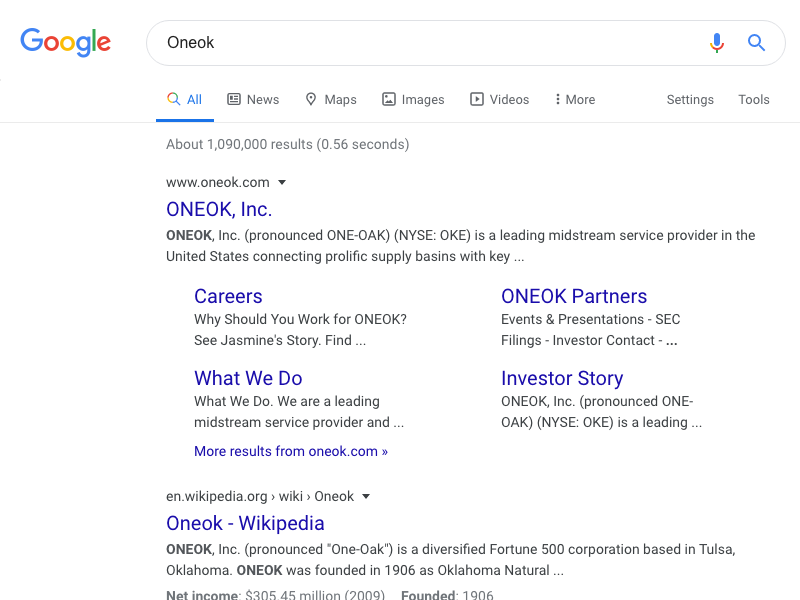 Google
Oneok
All News Maps Images Videos More Settings Tools
About 1,090,000 results (0.56 seconds)
www.oneok.com
ONEOK, Inc.
ONEOK, Inc. (pronounced ONE-OAK) (NYSE: OKE) is a leading midstream service provider in the
United States connecting prolific supply basins with key ...
Careers
Why Should You Work for ONEOK?
See Jasmine's Story. Find ...
ONEOK Partners
Events & Presentations - SEC
Filings - Investor Contact - ...
What We Do
What We Do. We are a leading
midstream service provider and ...
Investor Story
ONEOK, Inc. (pronounced ONE-
OAK) (NYSE: OKE) is a leading ...
More results from oneok.com »
en.wikipedia.org › wiki › Oneok
Oneok - Wikipedia
ONEOK, Inc. (pronounced "One-Oak") is a diversified Fortune 500 corporation based in Tulsa,
Oklahoma. ONEOK was founded in 1906 as Oklahoma Natural ...
Net income: $305.45 million (2009) Founded: 1906